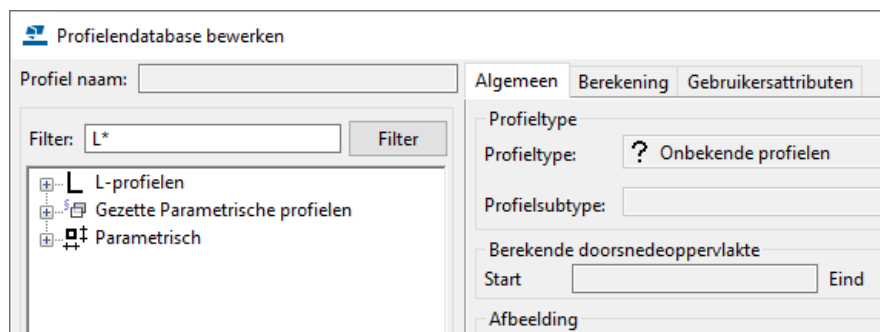 Profielendatabase bewerken
Profiel naam:
Algemeen Berekening Gebruikersattributen
Filter: L* Filter
L-profielen
Gezette Parametrische profielen
Parametrisch
Profieltype
Profieltype: ? Onbekende profielen
Profielsubtype:
Berekende doorsnedeoppervlakte
Start Eind
Afbeelding